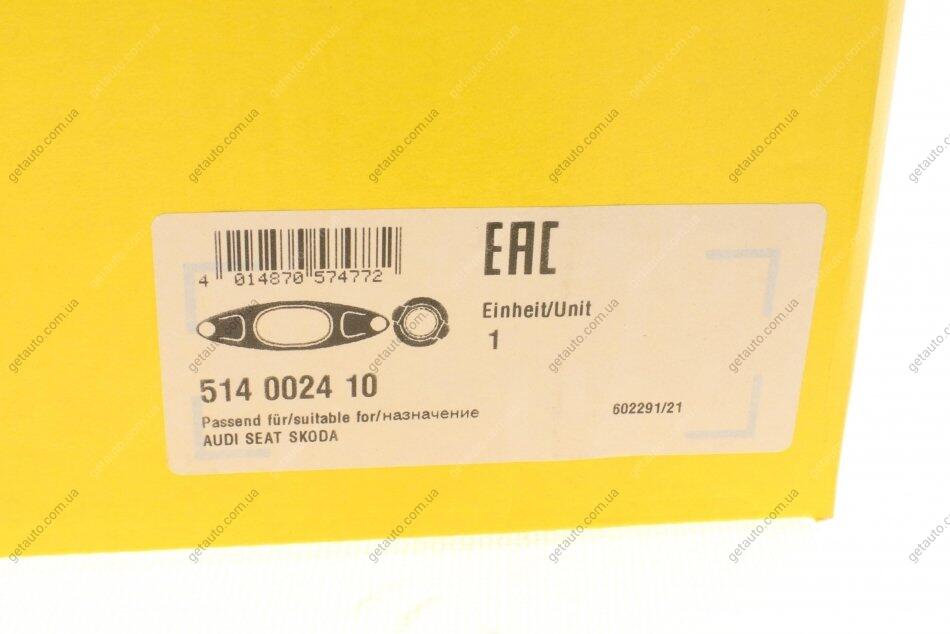 4 014870 574772
EAC
Einheit/Unit
1
514 0024 10
Passend für/suitable for/назначение
AUDI SEAT SKODA
602291/21
getauto.com.ua